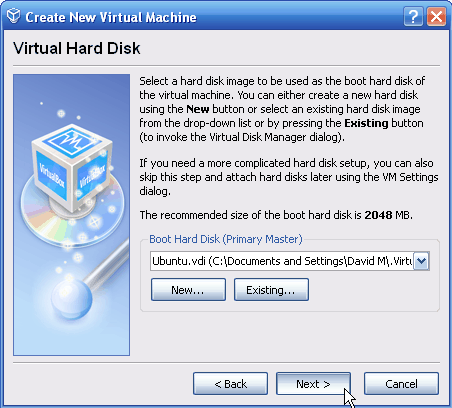 Create New Virtual Machine
Virtual Hard Disk
Select a hard disk image to be used as the boot hard disk of
the virtual machine. You can either create a new hard disk
using the New button or select an existing hard disk image
from the drop-down list or by pressing the Existing button
(to invoke the Virtual Disk Manager dialog).
If you need a more complicated hard disk setup, you can also
skip this step and attach hard disks later using the VM Settings
dialog.
The recommended size of the boot hard disk is 2048 MB.
Boot Hard Disk (Primary Master)
Ubuntu.vdi (C:\Documents and Settings\David M\.Virtu
New...
Existing...
< Back
Next >
Cancel
VirtualBox
VirtualBox